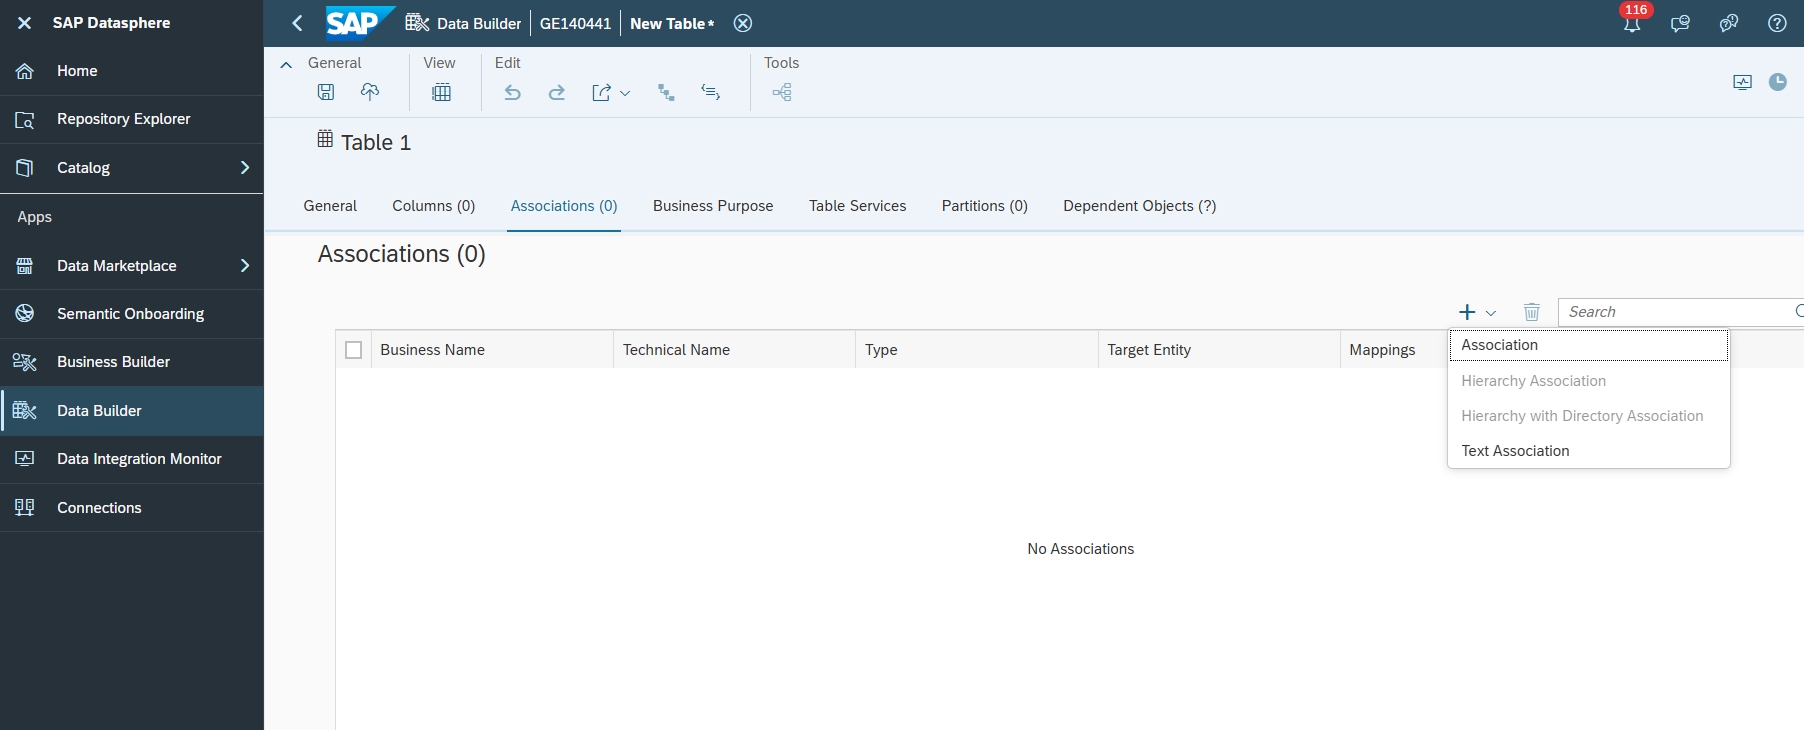 SAP Datasphere
SAP Data Builder GE140441 New Table* 116
General View Edit Tools
Home
Repository Explorer
Catalog
Table 1
Apps
General Columns (0) Associations (0) Business Purpose Table Services Partitions (0) Dependent Objects (?)
Data Marketplace
Associations (0)
Semantic Onboarding
Search
Business Builder
Business Name Technical Name Type Target Entity Mappings
Association
Hierarchy Association
Hierarchy with Directory Association
Text Association
Data Builder
Data Integration Monitor
Connections
No Associations